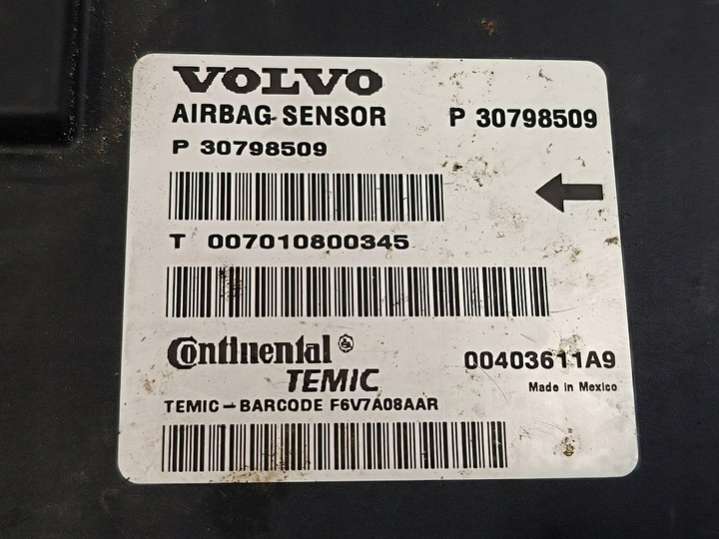 VOLVO
AIRBAG-SENSOR P 30798509
P 30798509
T 007010800345
Continental
TEMIC 00403611A9
Made in Mexico
TEMIC-BARCODE F6V7A08AAR